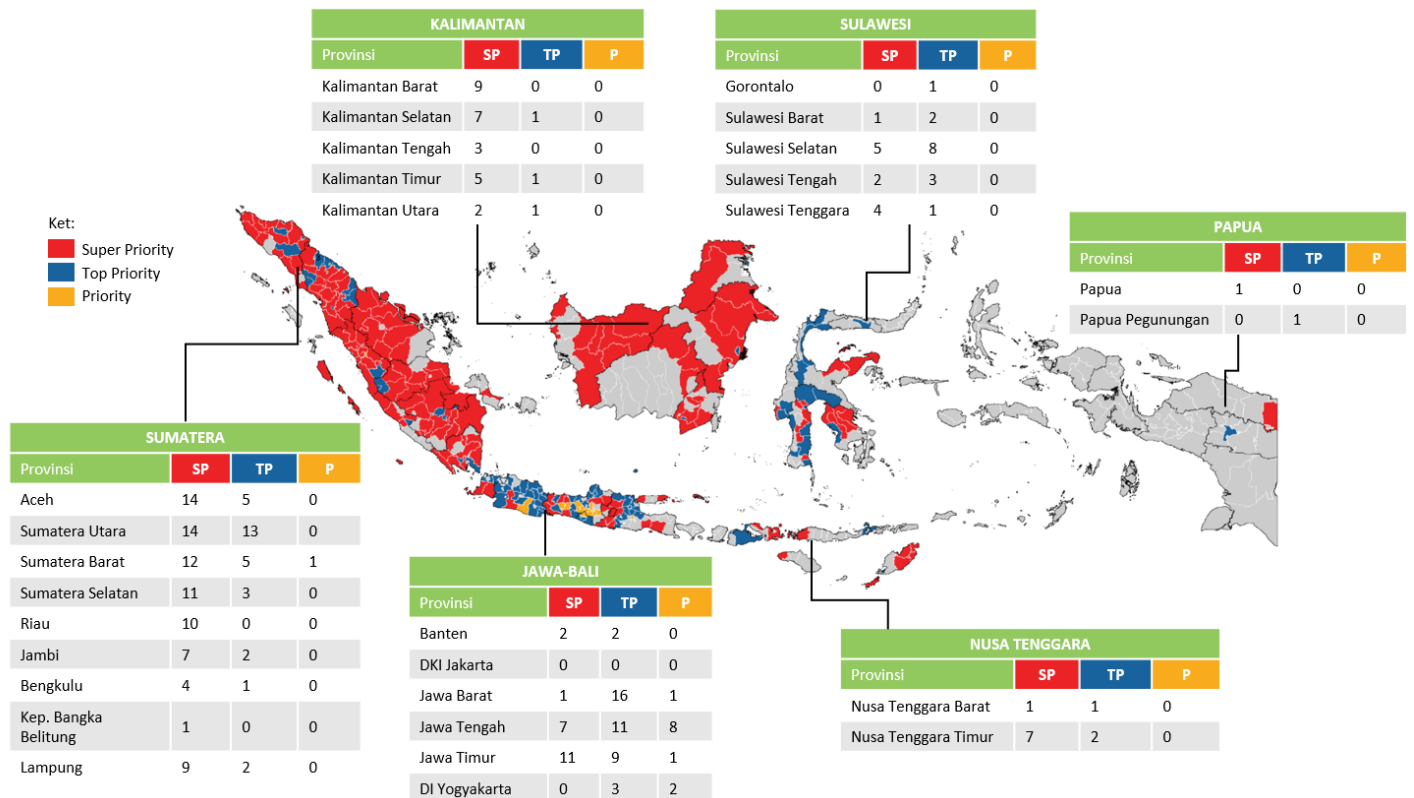 KALIMANTAN
Provinsi SP TP P
Kalimantan Barat 9 0 0
Kalimantan Selatan 7 1 0
Kalimantan Tengah 3 0 0
Kalimantan Timur 5 1 0
Kalimantan Utara 2 1 0
SULAWESI
Provinsi SP TP P
Gorontalo 0 1 0
Sulawesi Barat 1 2 0
Sulawesi Selatan 5 8 0
Sulawesi Tengah 2 3 0
Sulawesi Tenggara 4 1 0
Ket:
Super Priority
Top Priority
Priority
PAPUA
Provinsi SP TP P
Papua 1 0 0
Papua Pegunungan 0 1 0
SUMATERA
Provinsi SP TP P
Aceh 14 5 0
Sumatera Utara 14 13 0
Sumatera Barat 12 5 1
Sumatera Selatan 11 3 0
Riau 10 0 0
Jambi 7 2 0
Bengkulu 4 1 0
Kep. Bangka
Belitung 1 0 0
Lampung 9 2 0
JAWA-BALI
Provinsi SP TP P
Banten 2 2 0
DKI Jakarta 0 0 0
Jawa Barat 1 16 1
Jawa Tengah 7 11 8
Jawa Timur 11 9 1
DI Yogyakarta 0 3 2
NUSA TENGGARA
Provinsi SP TP P
Nusa Tenggara Barat 1 1 0
Nusa Tenggara Timur 7 2 0